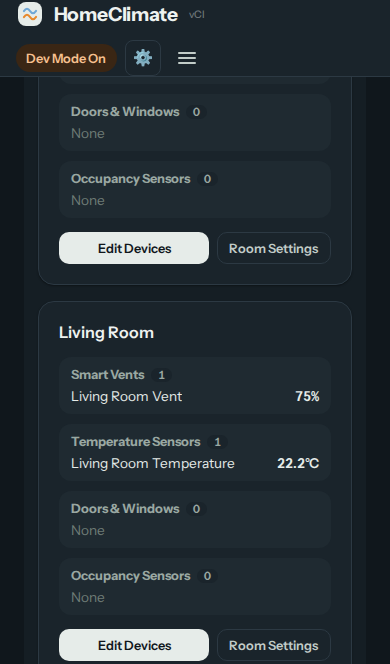 HomeClimate vCI
Dev Mode On
Doors & Windows 0
None
Occupancy Sensors 0
None
Edit Devices Room Settings
Living Room
Smart Vents 1
Living Room Vent 75%
Temperature Sensors 1
Living Room Temperature 22.2°C
Doors & Windows 0
None
Occupancy Sensors 0
None
Edit Devices Room Settings